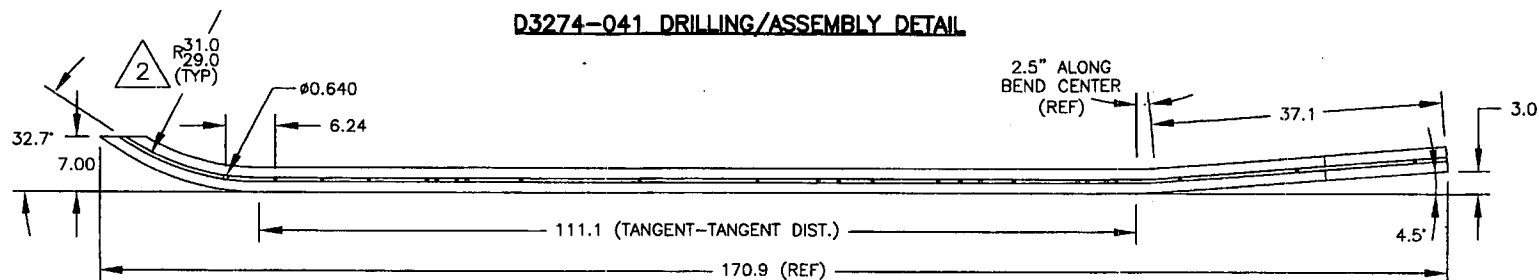 D3274-041 DRILLING/ASSEMBLY DETAIL
2
R31.0
29.0
(TYP)
ø0.640
2.5" ALONG
BEND CENTER
(REF)
37.1
3.0
32.7°
6.24
7.00
111.1 (TANGENT-TANGENT DIST.)
4.5°
170.9 (REF)